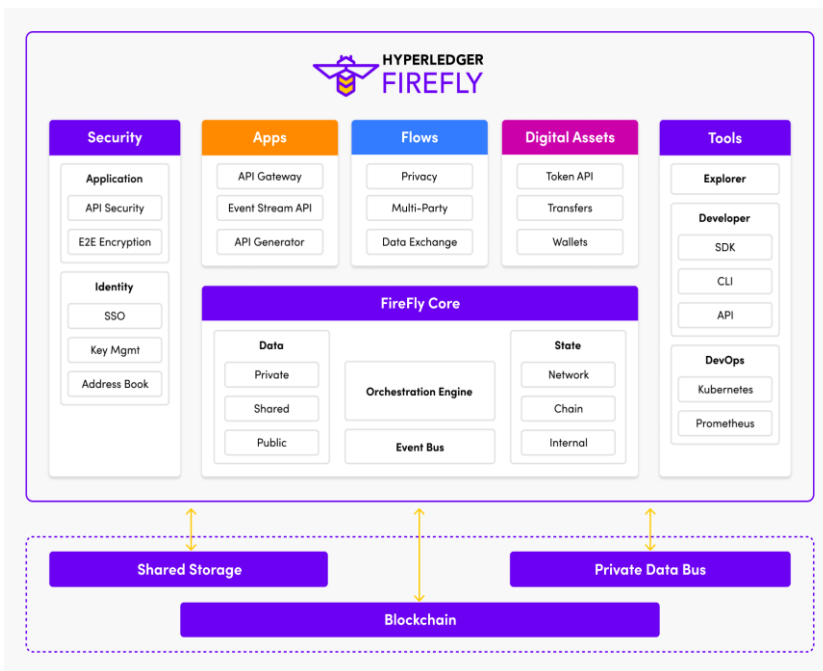 HYPERLEDGER
FIREFLY
Security
Application
API Security
E2E Encryption
Identity
SSO
Key Mgmt
Address Book
Apps
API Gateway
Event Stream API
API Generator
Flows
Privacy
Multi-Party
Data Exchange
Digital Assets
Token API
Transfers
Wallets
Tools
Explorer
Developer
SDK
CLI
API
DevOps
Kubernetes
Prometheus
FireFly Core
Data
Private
Shared
Public
Orchestration Engine
Event Bus
State
Network
Chain
Internal
Shared Storage
Private Data Bus
Blockchain